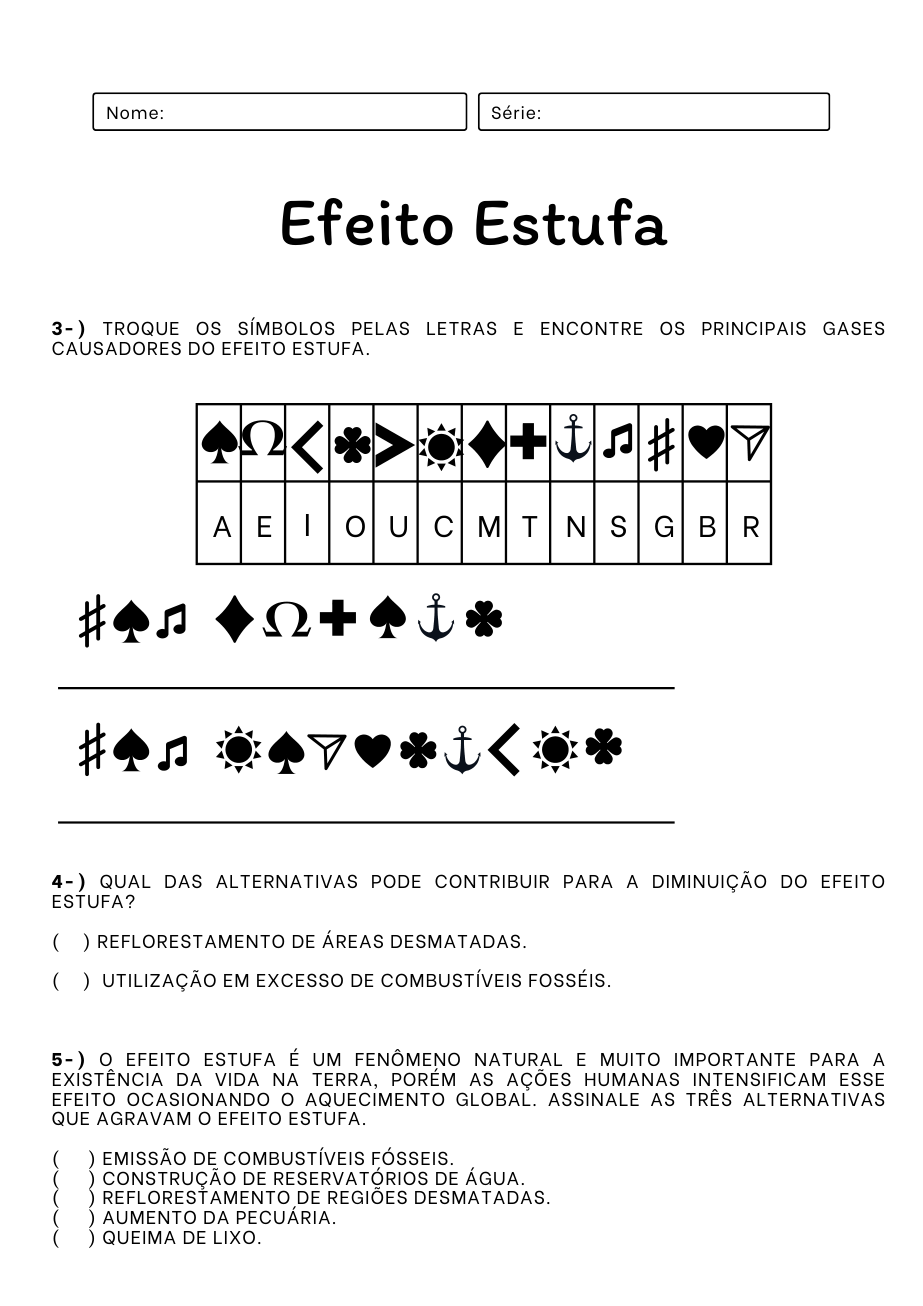 Nome:
Série:
Efeito Estufa
3-) TROQUE OS SÍMBOLOS PELAS LETRAS E ENCONTRE OS PRINCIPAIS GASES
CAUSADORES DO EFEITO ESTUFA.
Ω
A E I O U C M T N S G B R
Ω
4-) QUAL DAS ALTERNATIVAS PODE CONTRIBUIR PARA A DIMINUIÇÃO DO EFEITO
ESTUFA?
( ) REFLORESTAMENTO DE ÁREAS DESMATADAS.
( ) UTILIZAÇÃO EM EXCESSO DE COMBUSTÍVEIS FOSSÉIS.
5-) O EFEITO ESTUFA É UM FENÔMENO NATURAL E MUITO IMPORTANTE PARA A
EXISTÊNCIA DA VIDA NA TERRA, PORÉM AS AÇÕES HUMANAS INTENSIFICAM ESSE
EFEITO OCASIONANDO O AQUECIMENTO GLOBAL. ASSINALE AS TRÊS ALTERNATIVAS
QUE AGRAVAM O EFEITO ESTUFA.
( ) EMISSÃO DE COMBUSTÍVEIS FÓSSEIS.
( ) CONSTRUÇÃO DE RESERVATÓRIOS DE ÁGUA.
( ) REFLORESTAMENTO DE REGIÕES DESMATADAS.
( ) AUMENTO DA PECUÁRIA.
( ) QUEIMA DE LIXO.